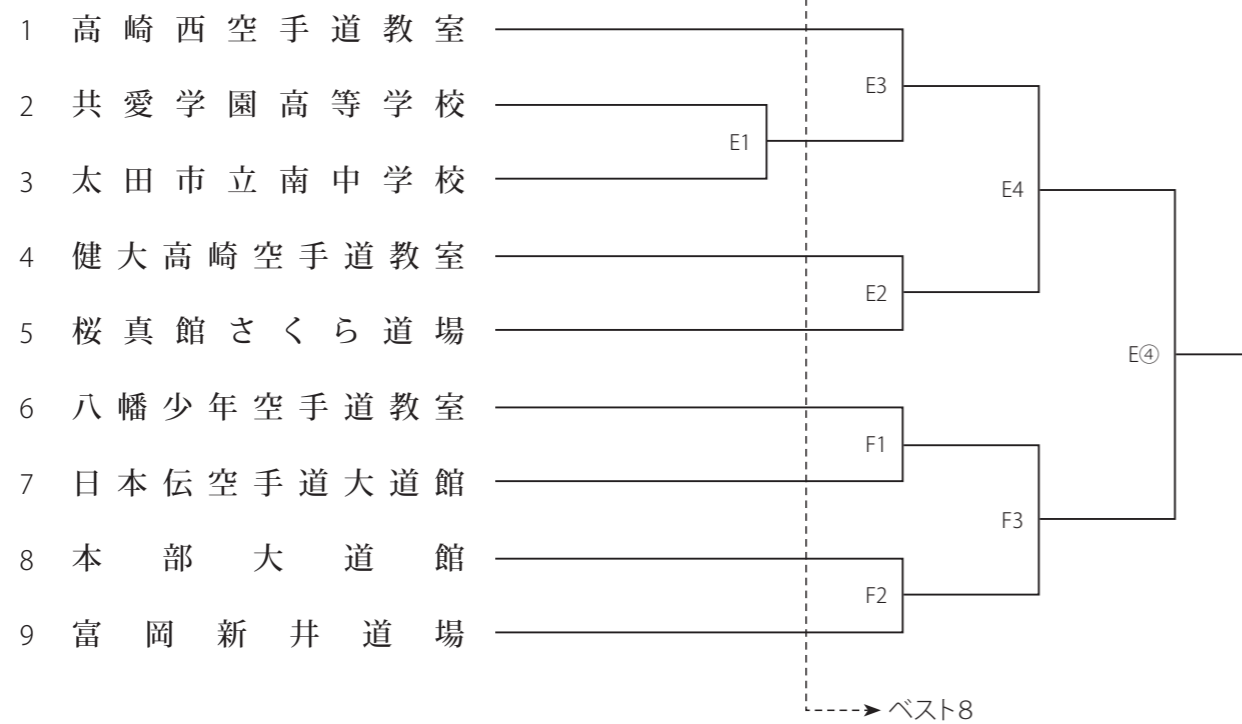 1 高崎西空手道教室
E3
2 共愛学園高等学校
E1
3 太田市立南中学校
E4
4 健大高崎空手道教室
E2
5 桜真館さくら道場
E④
6 八幡少年空手道教室
F1
7 日本伝空手道大道館
F3
8 本部大道館
F2
9 富岡新井道場
ベスト8